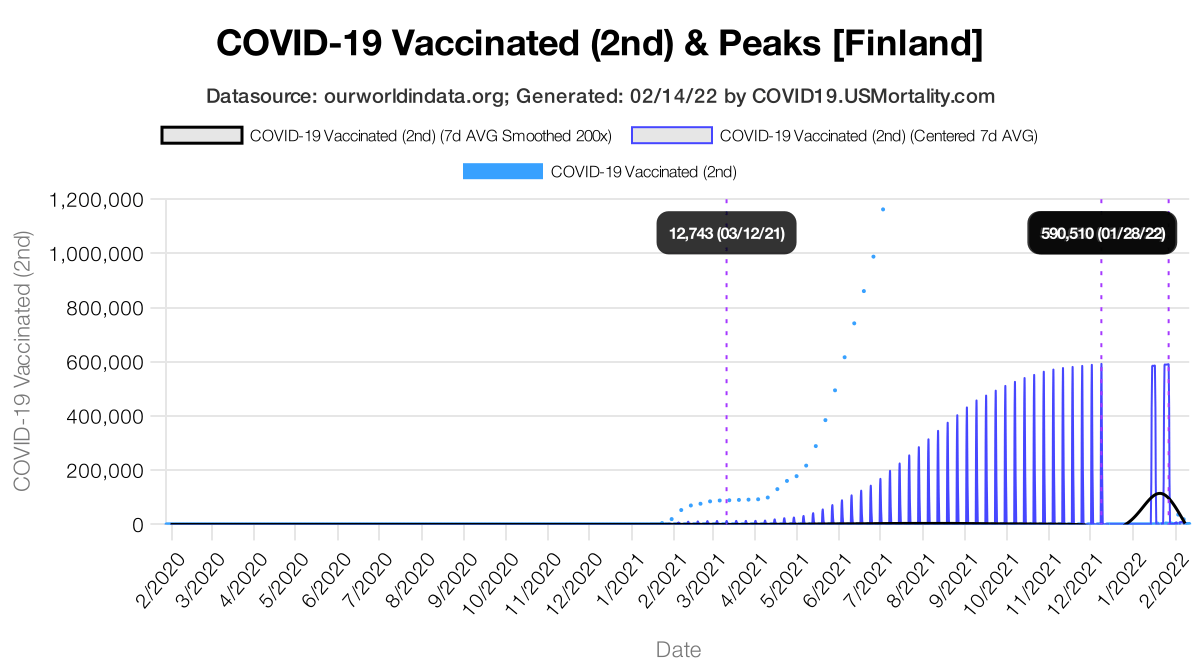 COVID-19 Vaccinated (2nd) & Peaks [Finland]
Datasource: ourworldindata.org; Generated: 02/14/22 by COVID19.USMortality.com
COVID-19 Vaccinated (2nd) (7d AVG Smoothed 200x) COVID-19 Vaccinated (2nd) (Centered 7d AVG)
COVID-19 Vaccinated (2nd)
COVID-19 Vaccinated (2nd)
1,200,000
1,000,000
800,000
600,000
400,000
200,000
0
12,743 (03/12/21)
590,510 (01/28/22)
2/2020 3/2020 4/2020 5/2020 6/2020 7/2020 8/2020 9/2020 10/2020 11/2020 12/2020 1/2021 2/2021 3/2021 4/2021 5/2021 6/2021 7/2021 8/2021 9/2021 10/2021 11/2021 12/2021 1/2022 2/2022
Date